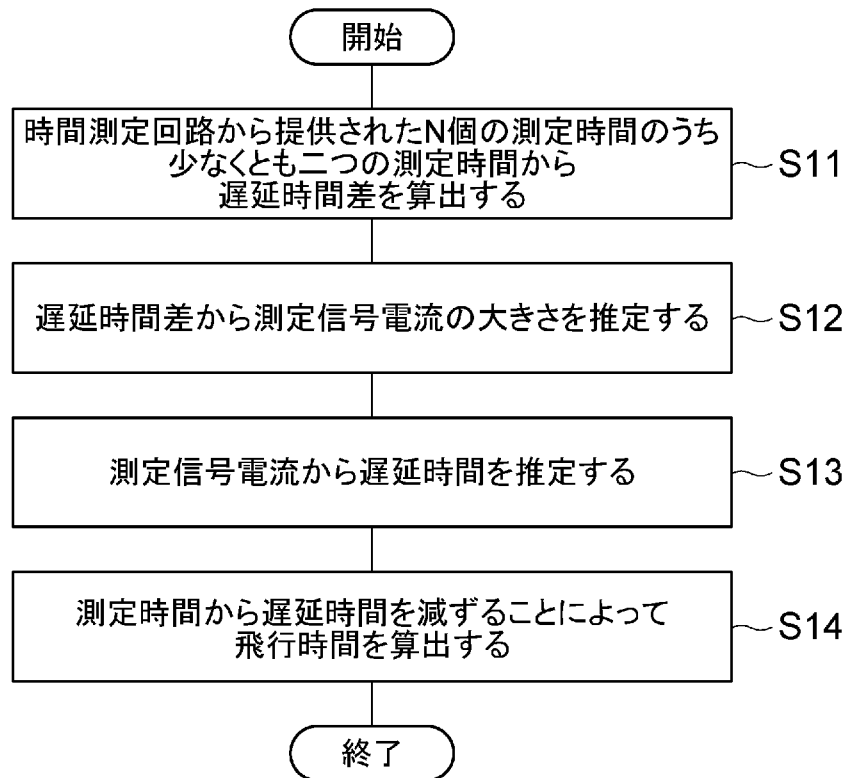 開始
時間測定回路から提供されたN個の測定時間のうち
少なくとも二つの測定時間から
遅延時間差を算出する
S11
遅延時間差から測定信号電流の大きさを推定する
S12
測定信号電流から遅延時間を推定する
S13
測定時間から遅延時間を減ずることによって
飛行時間を算出する
S14
終了